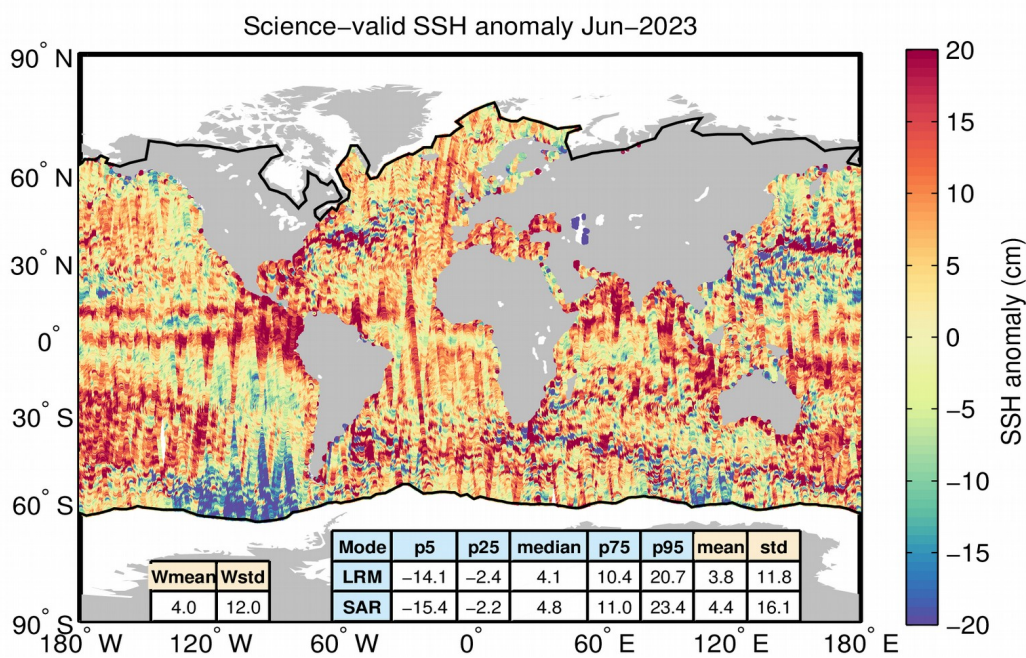 Science−valid SSH anomaly Jun−2023
90° N
60° N
30° N
0°
30° S
60° S
90° S
180° W 120° W 60° W 0° 60° E 120° E 180° E
20
15
10
5
0
−5
−10
−15
−20
SSH anomaly (cm)
Wmean Wstd
4.0 12.0
Mode p5 p25 median p75 p95 mean std
LRM −14.1 −2.4 4.1 10.4 20.7 3.8 11.8
SAR −15.4 −2.2 4.8 11.0 23.4 4.4 16.1